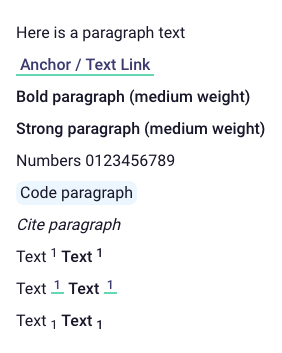 Here is a paragraph text
Anchor / Text Link
Bold paragraph (medium weight)
Strong paragraph (medium weight)
Numbers 0123456789
Code paragraph
Cite paragraph
Text ¹ Text ¹
Text ¹ Text ¹
Text ₁ Text ₁